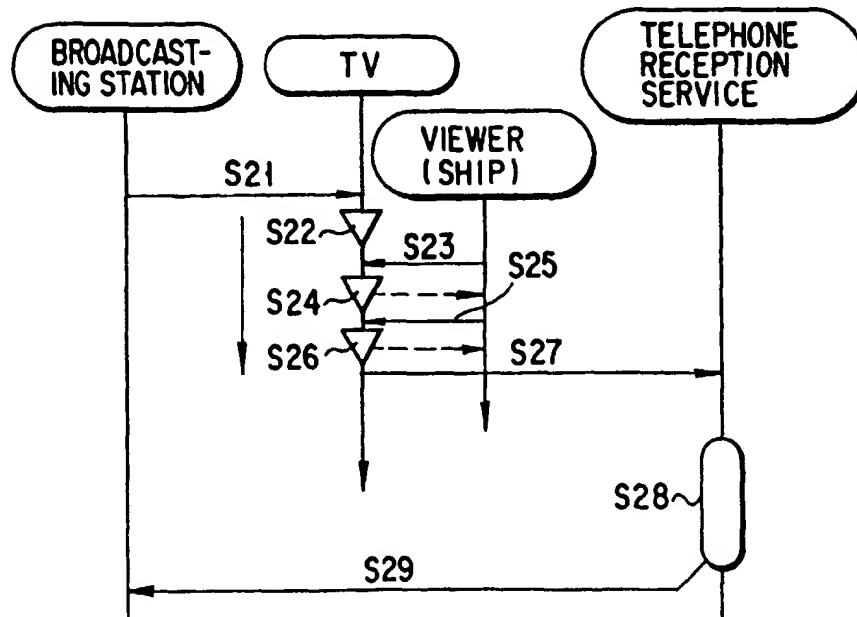 BROADCAST-
ING STATION
TV
TELEPHONE
RECEPTION
SERVICE
VIEWER
(SHIP)
S21
S22
S23
S25
S24
S26
S27
S28
S29